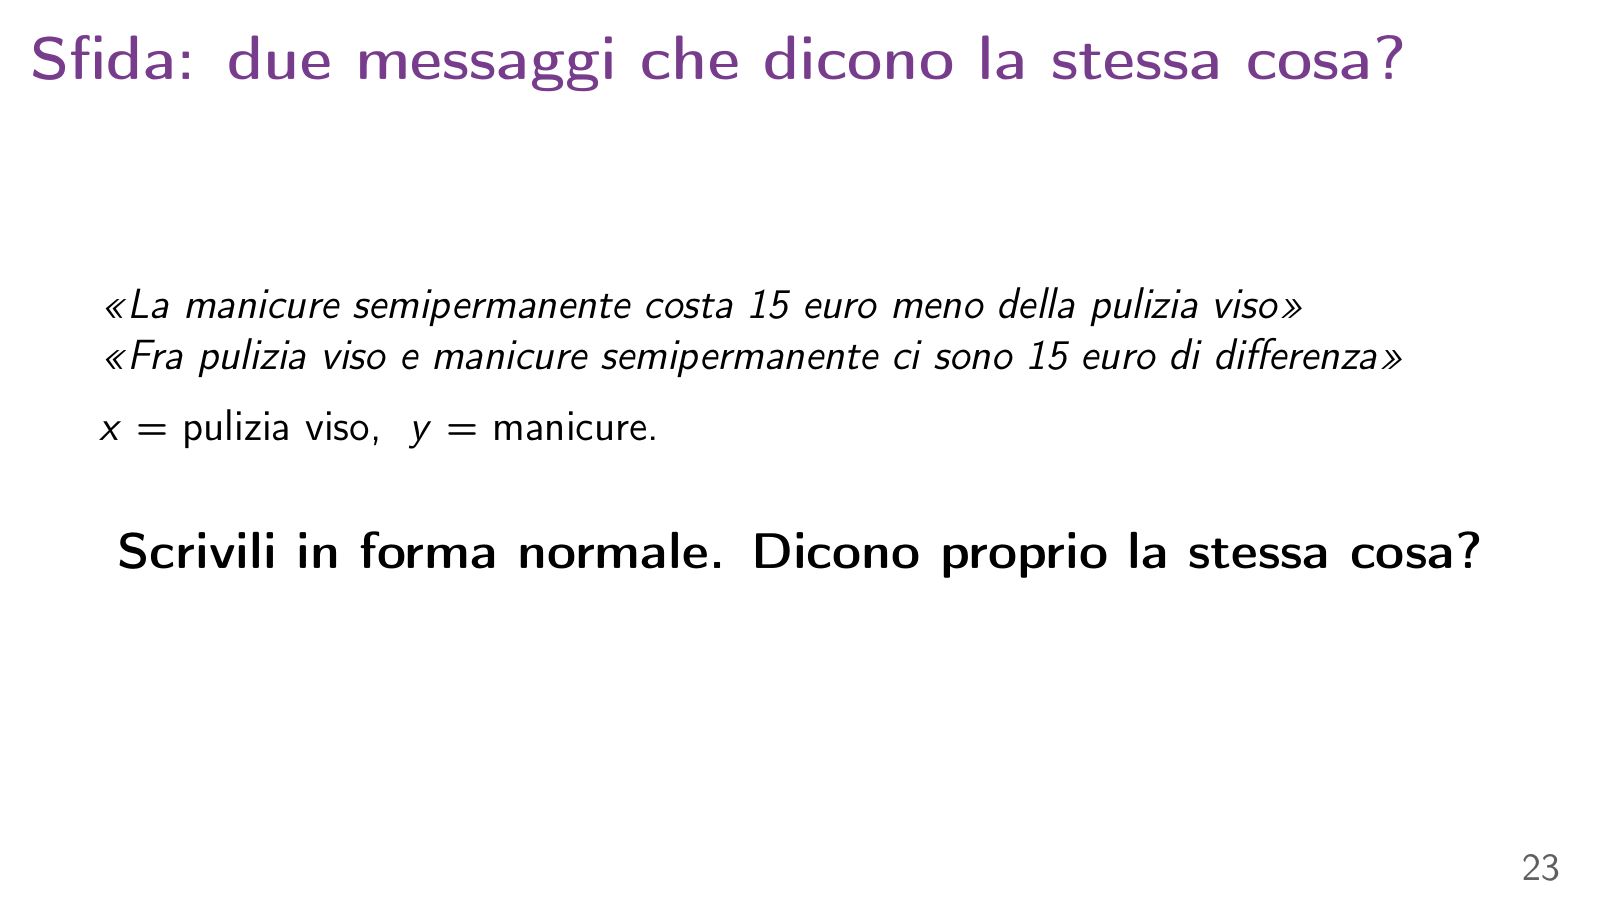 Sfida: due messaggi che dicono la stessa cosa?
«La manicure semipermanente costa 15 euro meno della pulizia viso»
«Fra pulizia viso e manicure semipermanente ci sono 15 euro di differenza»
x = pulizia viso, y = manicure.
Scrivili in forma normale. Dicono proprio la stessa cosa?
23